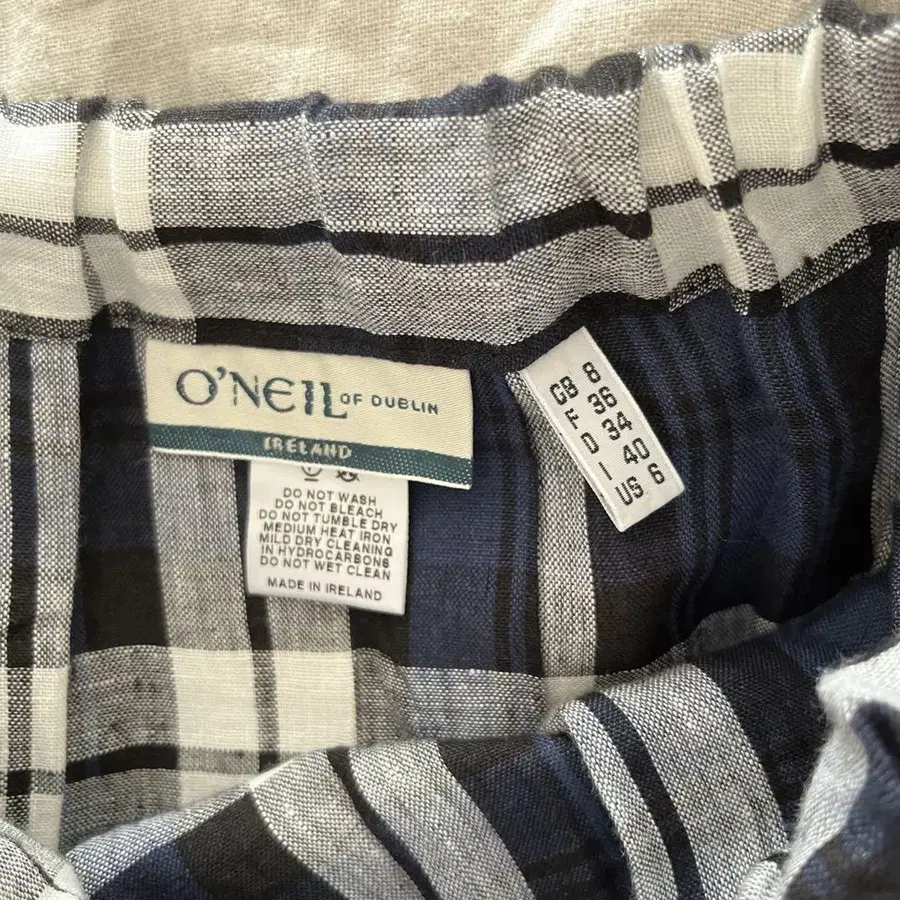 O'NEIL OF DUBLIN
IRELAND
DO NOT WASH
DO NOT BLEACH
DO NOT TUMBLE DRY
MEDIUM HEAT IRON
MILD DRY CLEANING
IN HYDROCARBONS
DO NOT WET CLEAN
MADE IN IRELAND
GB 8
F 36
D 34
I 40
US 6